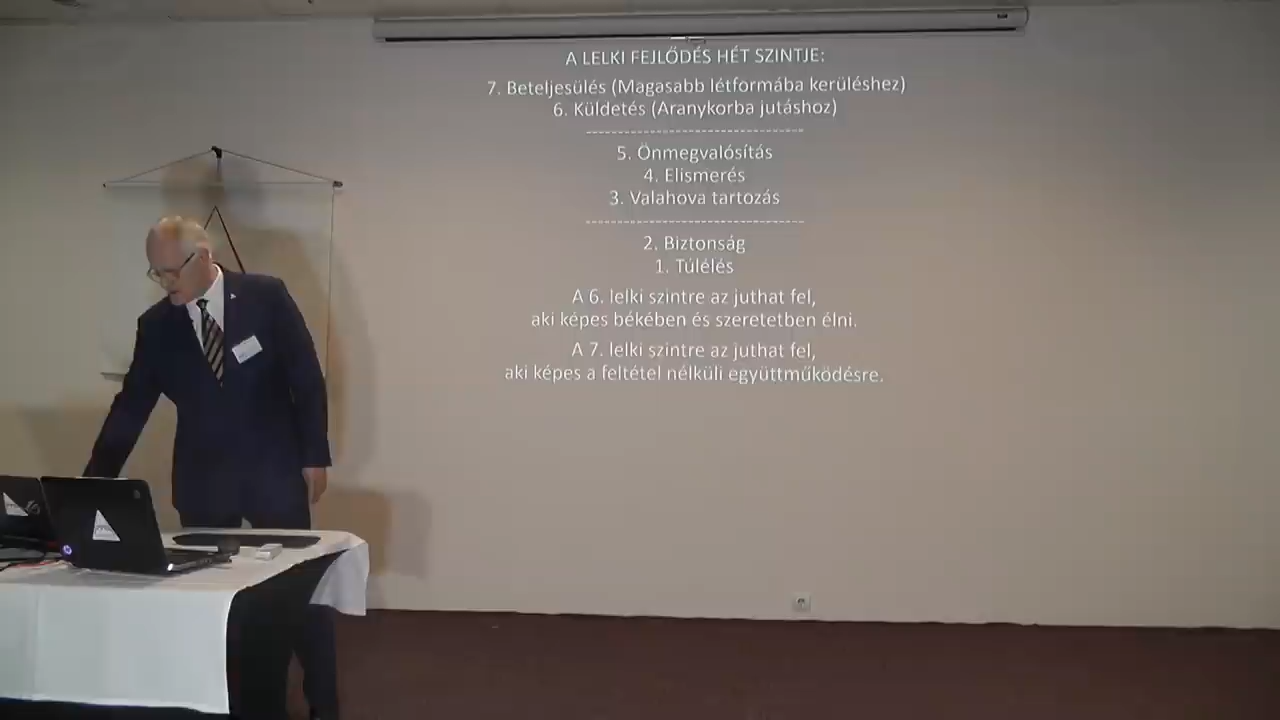 A LELKI FEJLŐDÉS HÉT SZINTJE:
7. Beteljesülés (Magasabb létformába kerüléshez)
6. Küldetés (Aranykorba jutáshoz)
-----------------------------------
5. Önmegvalósítás
4. Elismerés
3. Valahova tartozás
-----------------------------------
2. Biztonság
1. Túlélés
A 6. lelki szintre az juthat fel,
aki képes békében és szeretetben élni.
A 7. lelki szintre az juthat fel,
aki képes a feltétel nélküli együttműködésre.